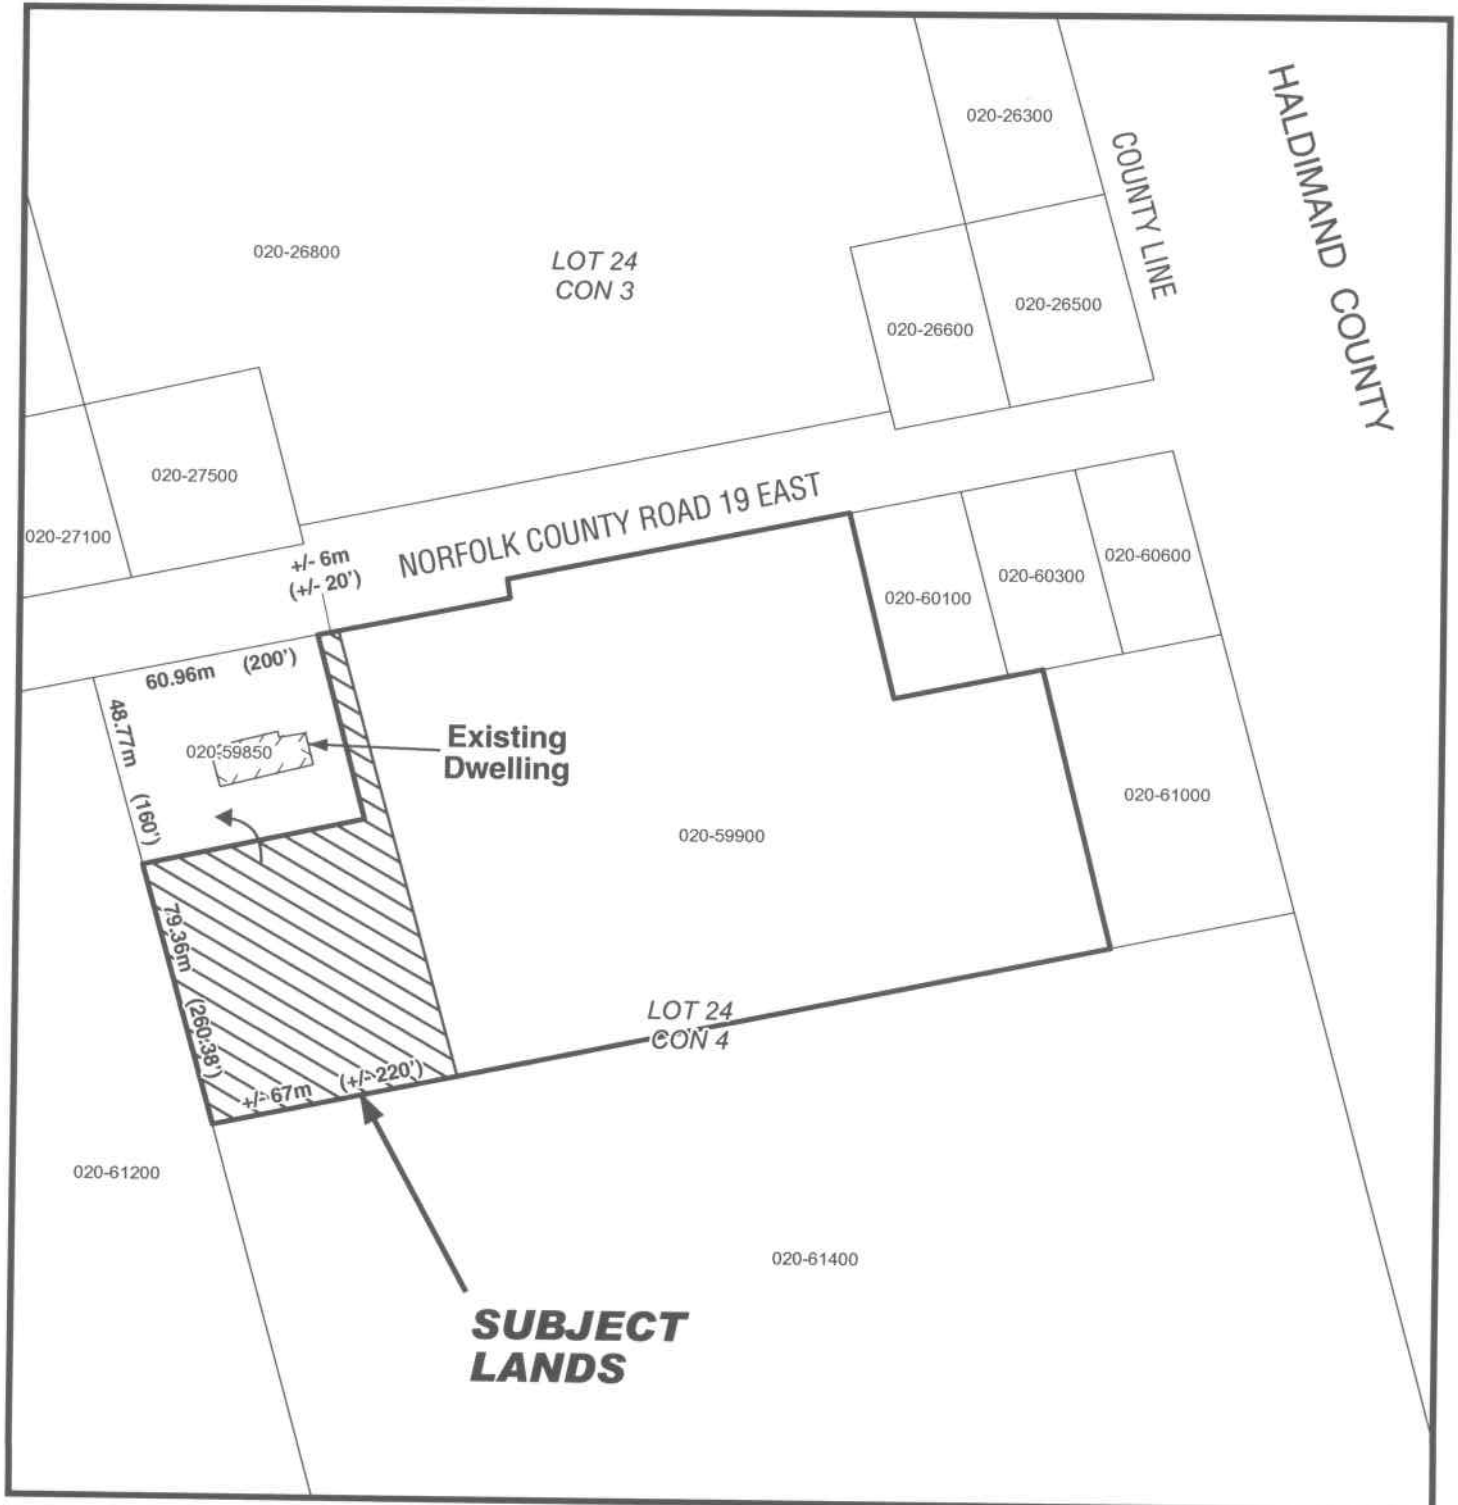 020-26300
HALDIMAND COUNTY
COUNTY LINE
020-26800
LOT 24
CON 3
020-26500
020-26600
020-27500
020-27100
NORFOLK COUNTY ROAD 19 EAST
+/- 6m
(+/- 20')
020-60600
020-60300
020-60100
60.96m (200')
48.77m (160')
020-59850
Existing
Dwelling
020-61000
020-59900
79.36m (260.38')
LOT 24
CON 4
+/- 67m (+/- 220')
020-61200
020-61400
SUBJECT
LANDS